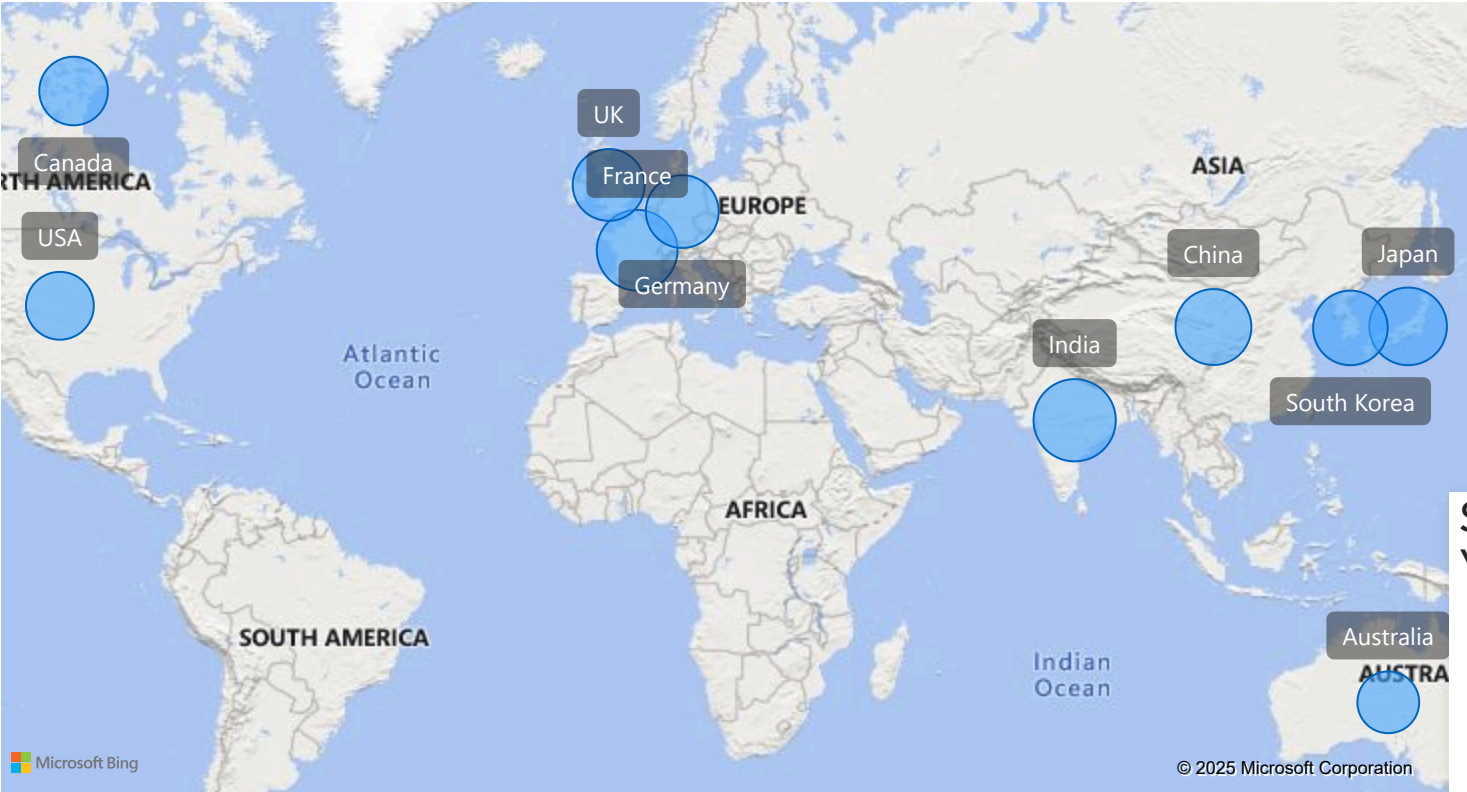 UK
Canada
RTH AMERICA
France
ASIA
USA
EUROPE
China
Japan
Germany
India
Atlantic
Ocean
South Korea
AFRICA
S
Y
SOUTH AMERICA
Australia
Indian
Ocean
AUSTRA
Microsoft Bing
© 2025 Microsoft Corporation